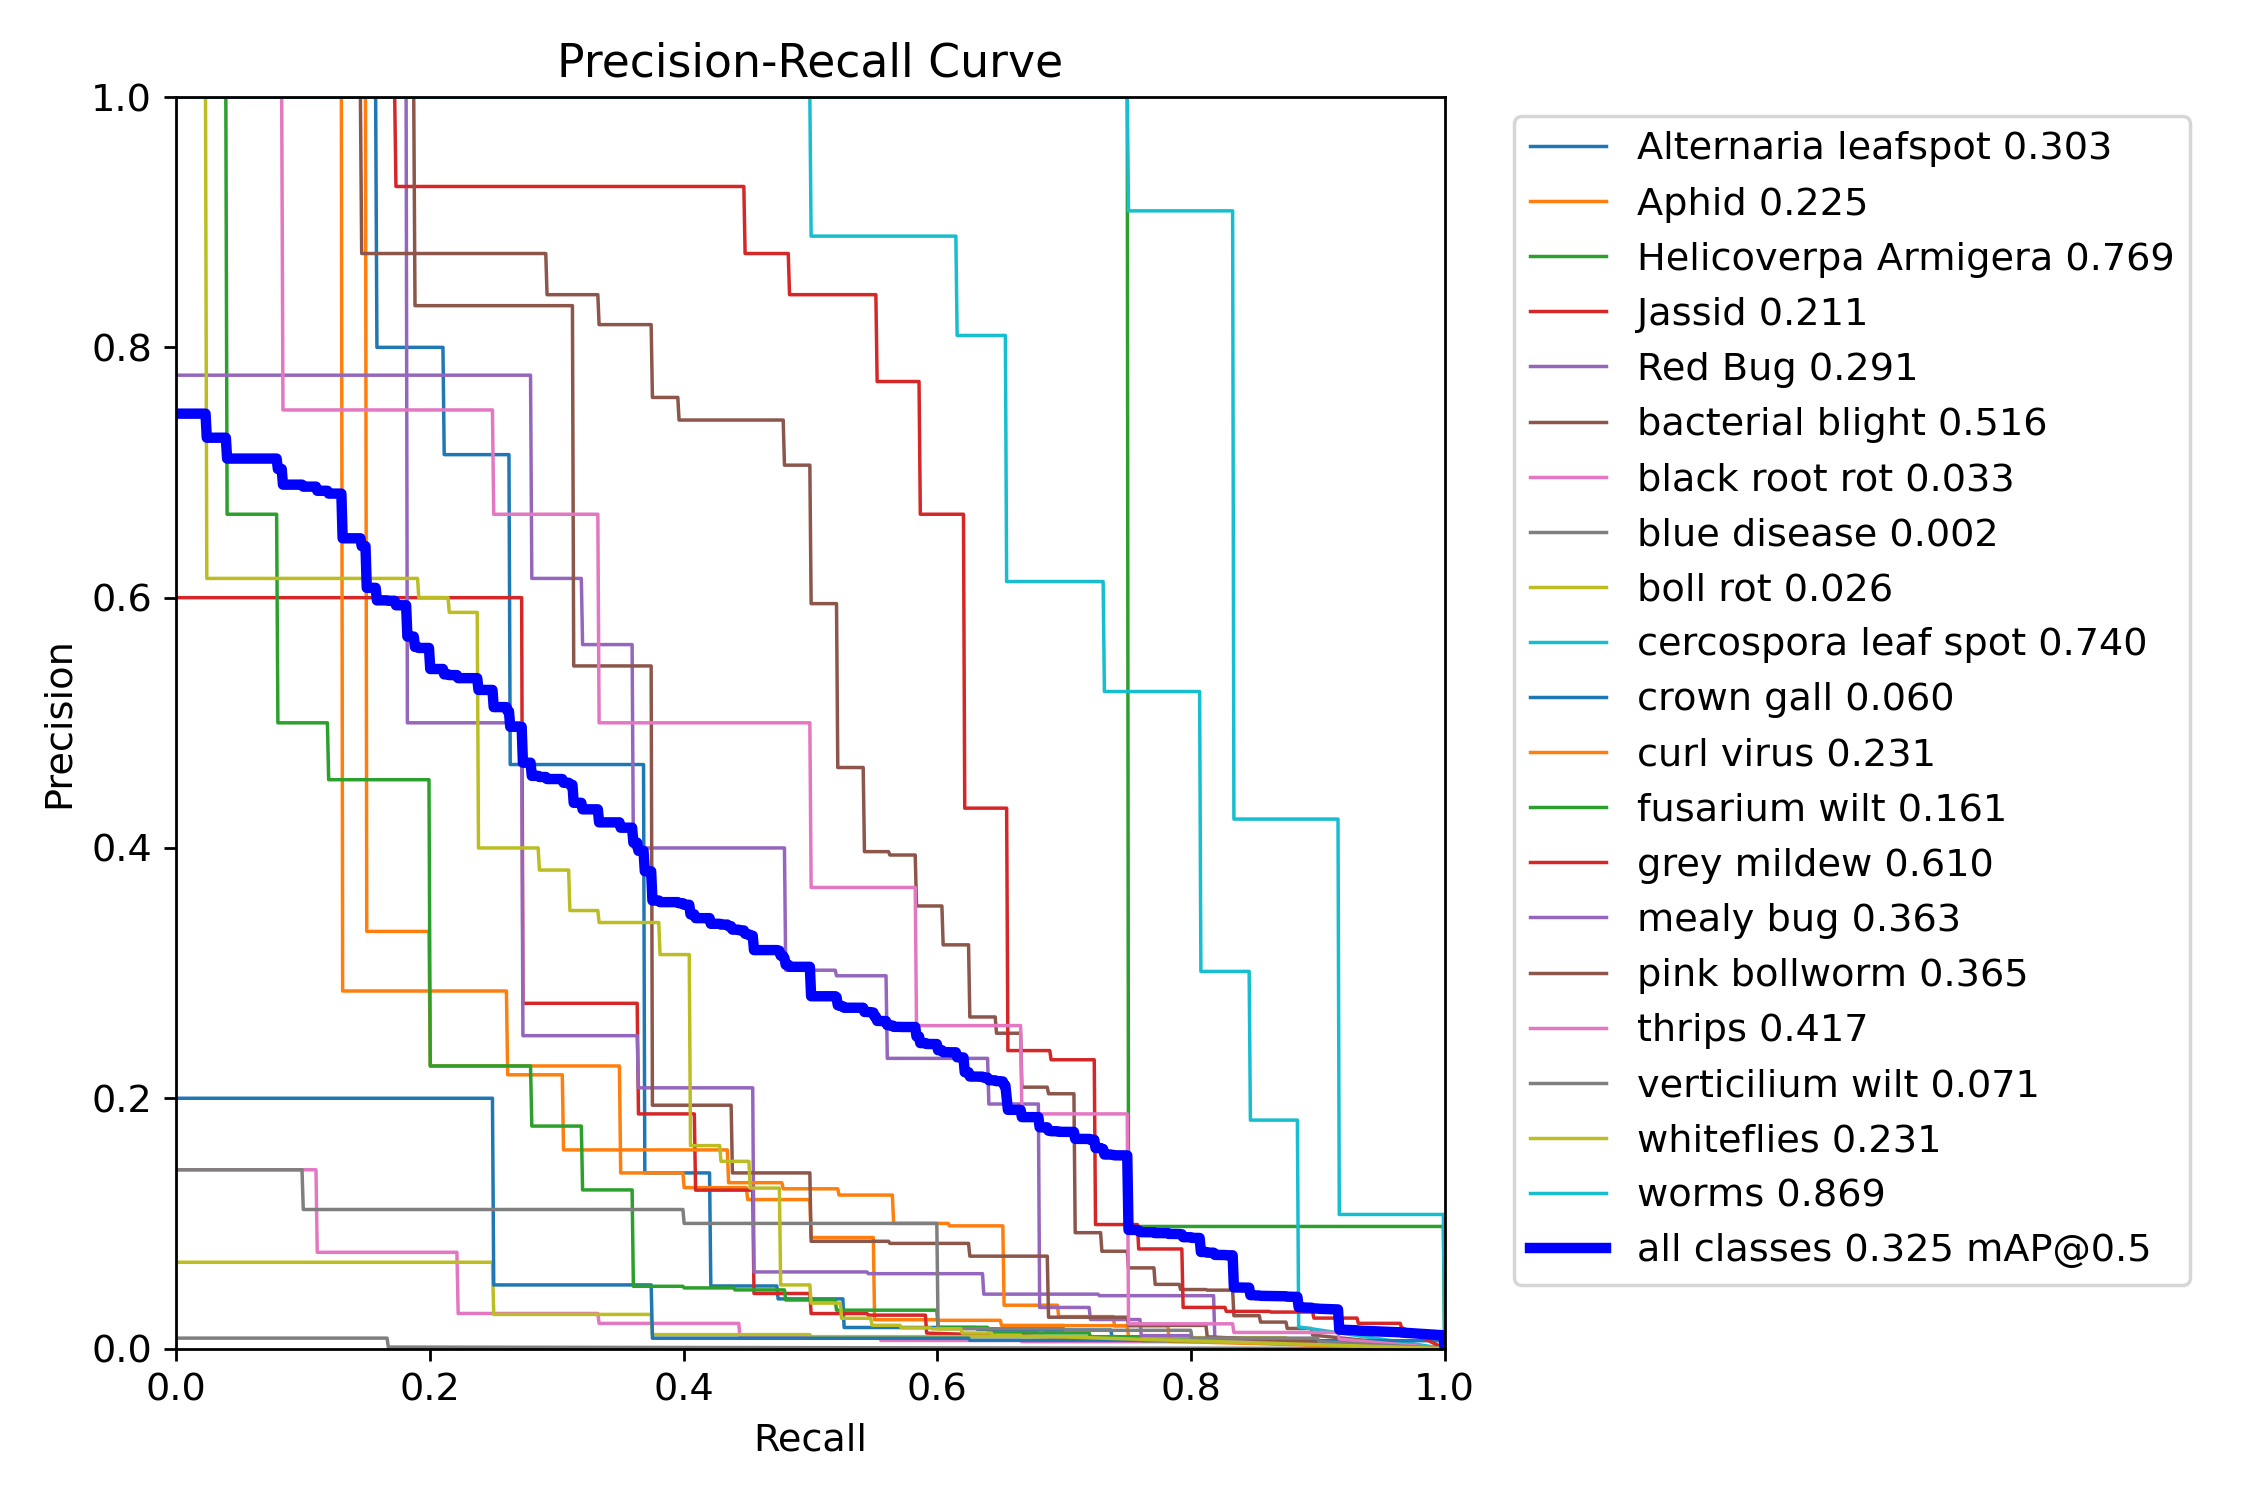 Precision-Recall Curve
1.0
0.8
0.6
0.4
0.2
0.0
Precision
0.0 0.2 0.4 0.6 0.8 1.0
Recall
Alternaria leafspot 0.303
Aphid 0.225
Helicoverpa Armigera 0.769
Jassid 0.211
Red Bug 0.291
bacterial blight 0.516
black root rot 0.033
blue disease 0.002
boll rot 0.026
cercospora leaf spot 0.740
crown gall 0.060
curl virus 0.231
fusarium wilt 0.161
grey mildew 0.610
mealy bug 0.363
pink bollworm 0.365
thrips 0.417
verticilium wilt 0.071
whiteflies 0.231
worms 0.869
all classes 0.325 mAP@0.5